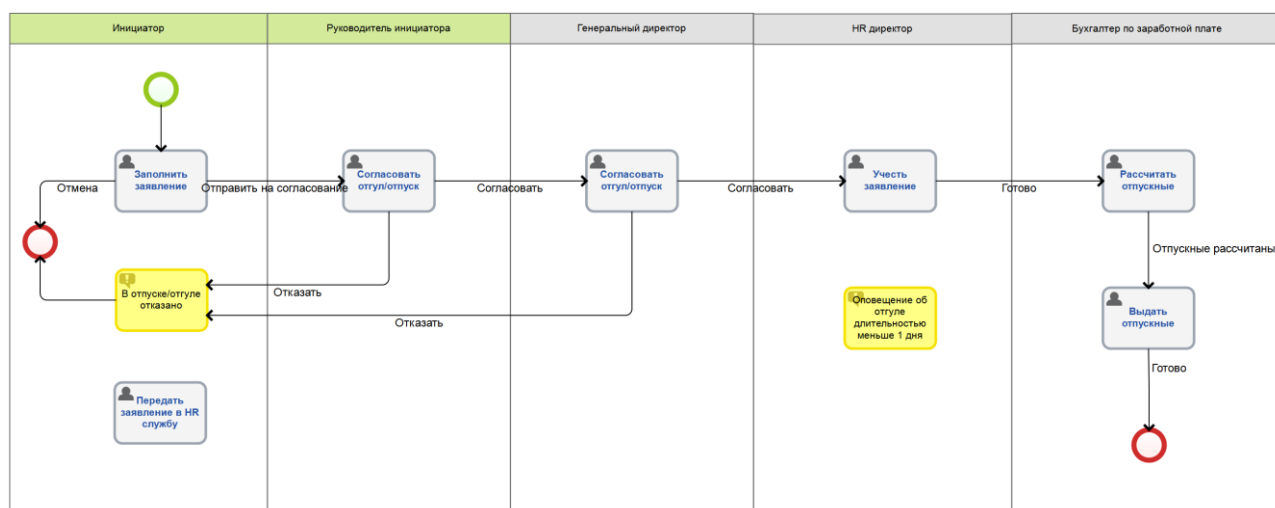 Инициатор
Руководитель инициатора
Генеральный директор
HR директор
Бухгалтер по заработной плате
Заполнить
заявление
Отмена
Отправить на согласование
Согласовать
отгул/отпуск
Согласовать
Согласовать
отгул/отпуск
Согласовать
Учесть
заявление
Готово
Рассчитать
отпускные
Отпускные рассчитаны
В отпуске/отгуле
отказано
Отказать
Отказать
Оповещение об
отгуле
длительностью
меньше 1 дня
Выдать
отпускные
Готово
Передать
заявление в HR
службу